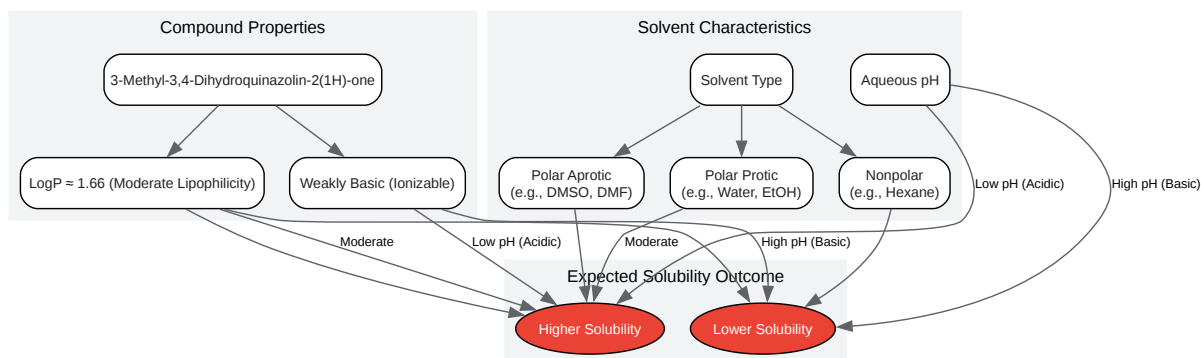 Compound Properties
Solvent Characteristics
3-Methyl-3,4-Dihydroquinazolin-2(1H)-one
Solvent Type
Aqueous pH
LogP ≈ 1.66 (Moderate Lipophilicity)
Weakly Basic (Ionizable)
Polar Aprotic
(e.g., DMSO, DMF)
Polar Protic
(e.g., Water, EtOH)
Nonpolar
(e.g., Hexane)
Low pH (Acidic)
High pH (Basic)
Moderate
Low pH (Acidic)
Moderate
High pH (Basic)
Expected Solubility Outcome
Higher Solubility
Lower Solubility